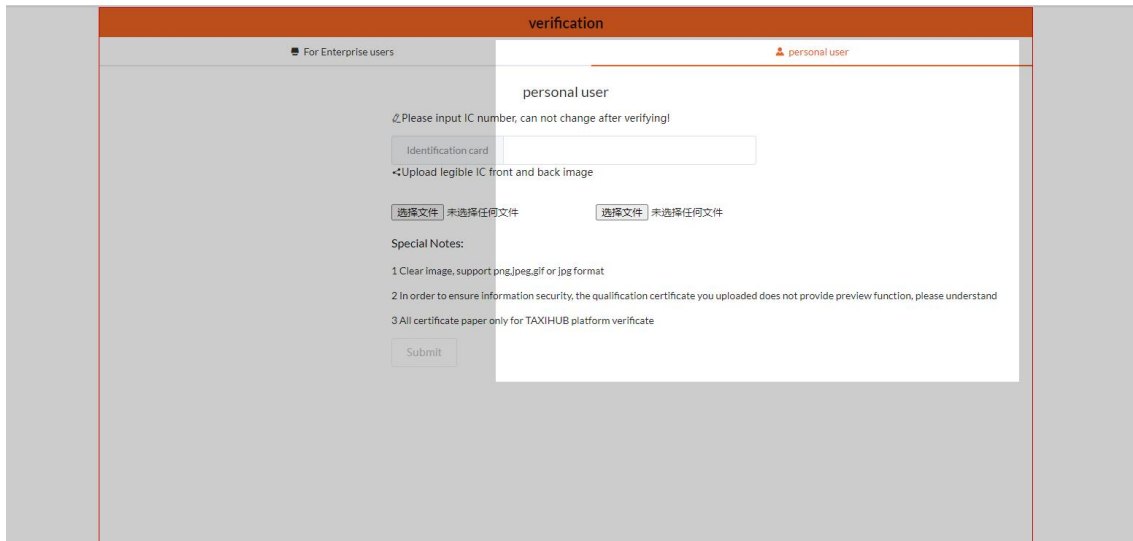 verification
For Enterprise users
personal user
personal user
Please input IC number, can not change after verifying!
Identification card
Upload legible IC front and back image
选择文件 未选择任何文件
选择文件 未选择任何文件
Special Notes:
1 Clear image, support png,jpeg,gif or jpg format
2 In order to ensure information security, the qualification certificate you uploaded does not provide preview function, please understand
3 All certificate paper only for TAXIHUB platform verificate
Submit